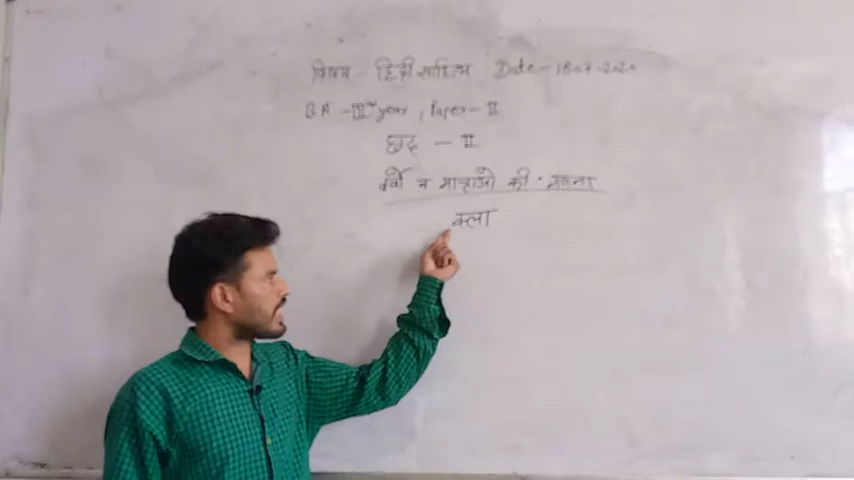 विषय - हिन्दी साहित्य Date - 18-07-2020
B.A - III year, Paper - II
छंद - II
वर्णो व मात्राओ की गणना
कला